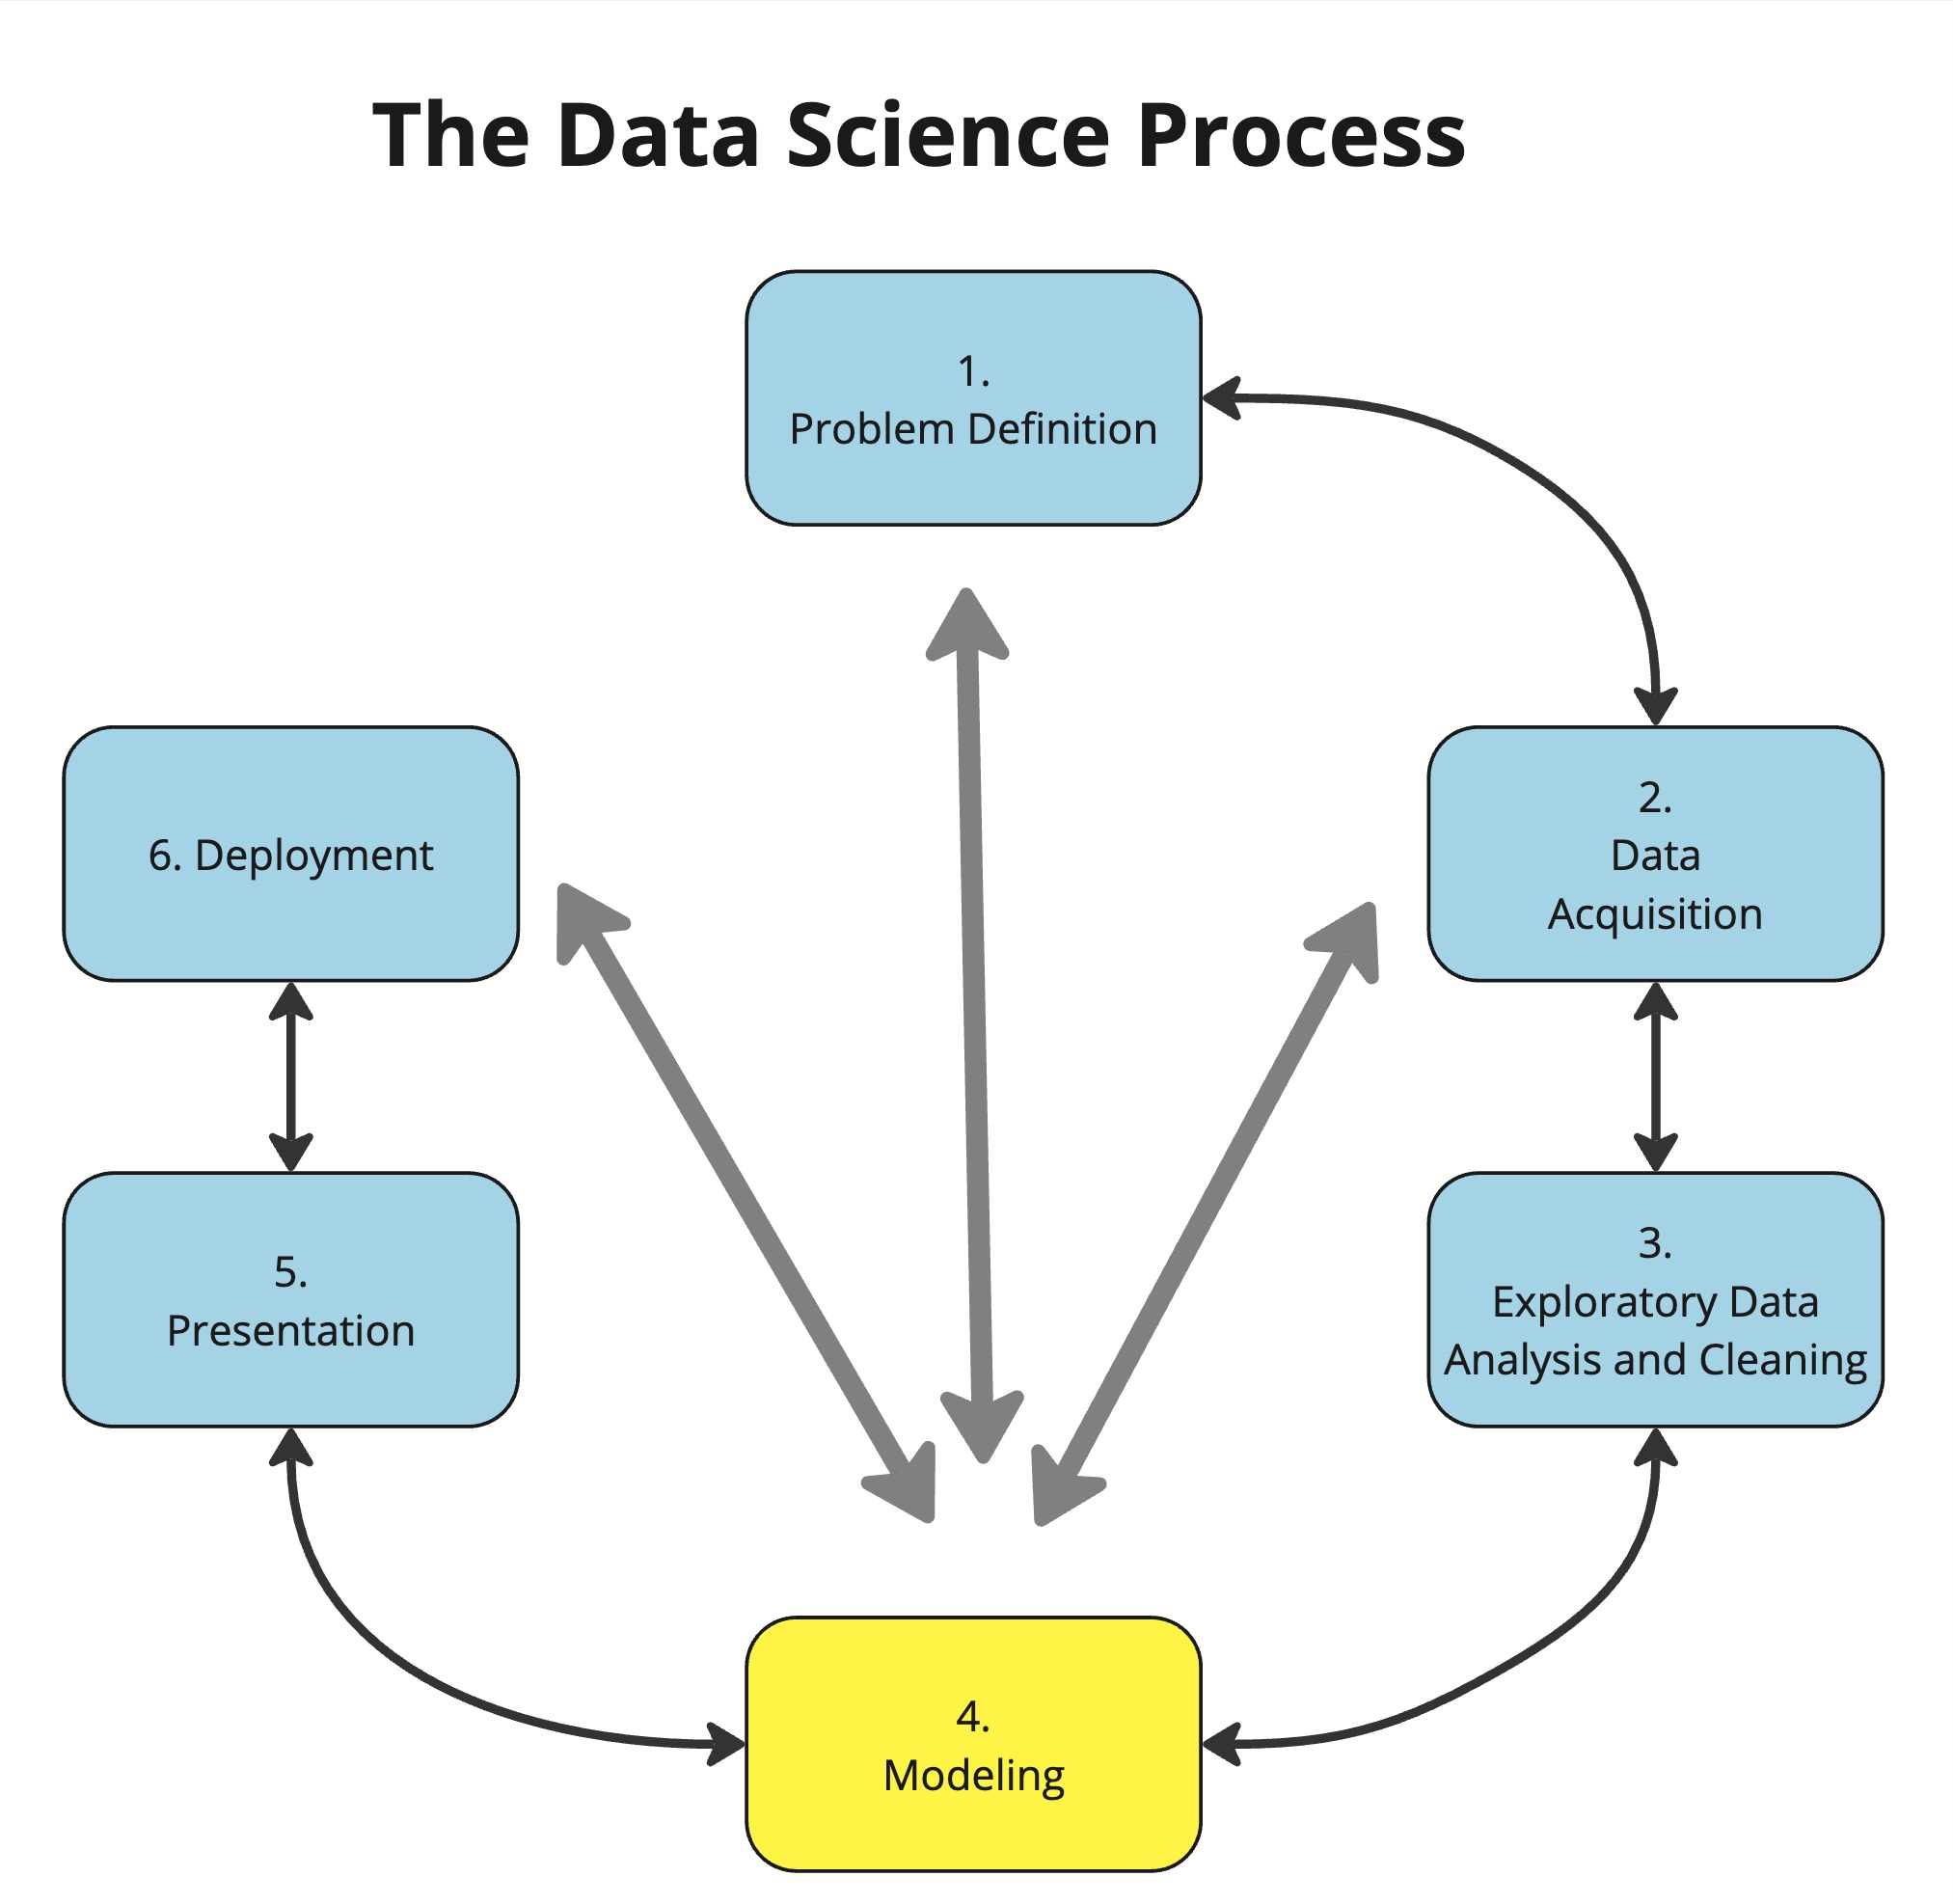 The Data Science Process
1.
Problem Definition
2.
Data
Acquisition
3.
Exploratory Data
Analysis and Cleaning
4.
Modeling
5.
Presentation
6. Deployment